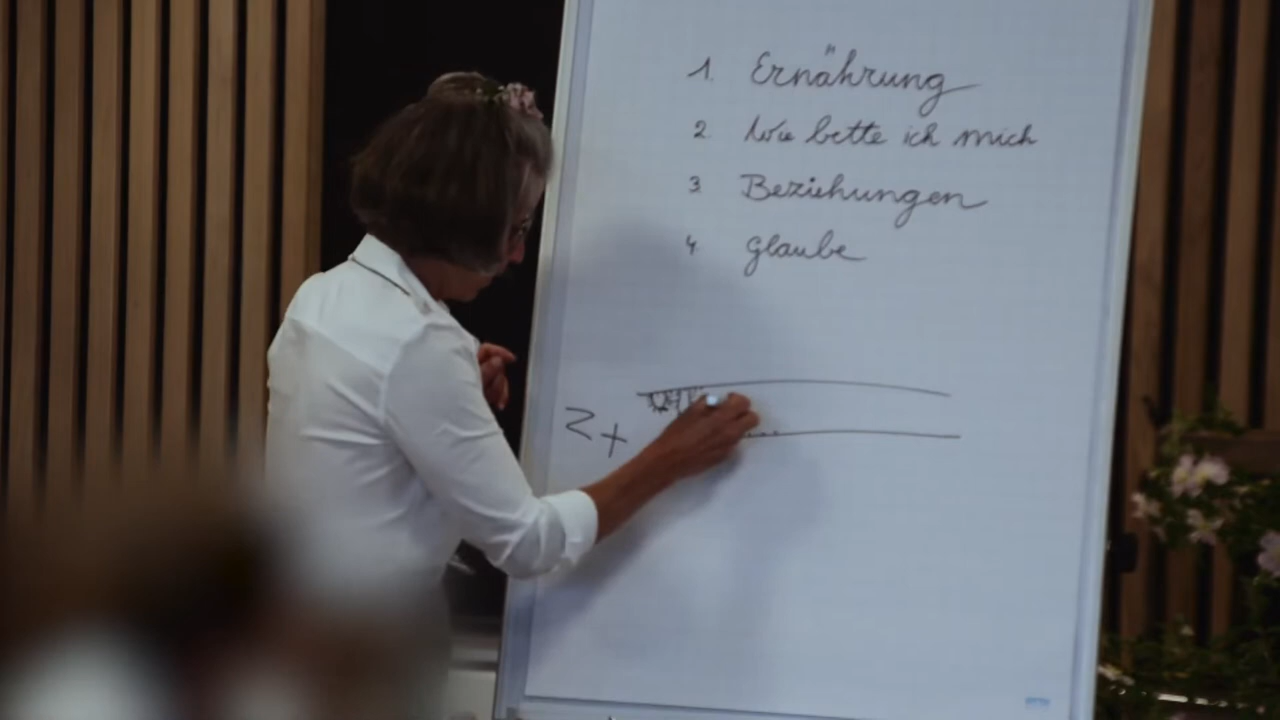 1. Ernährung
2. Wie bette ich mich
3. Beziehungen
4. Glaube
Z+